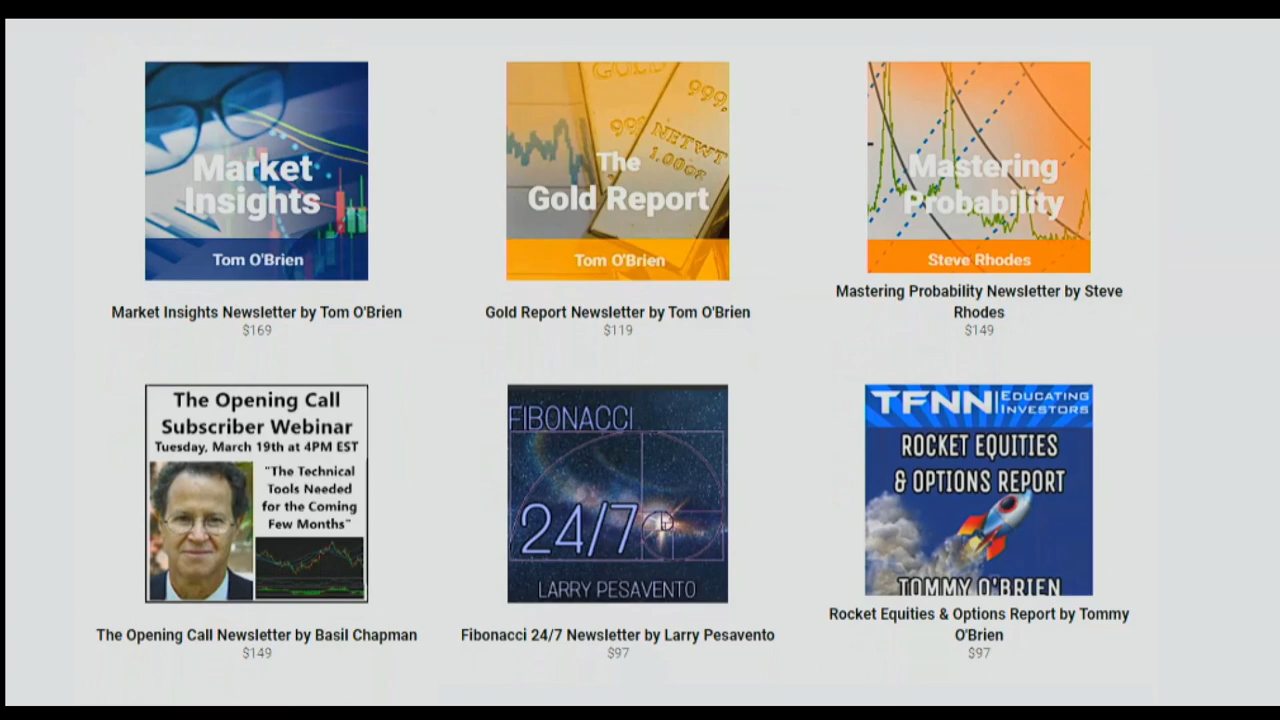 Market
Insights
Tom O'Brien
Market Insights Newsletter by Tom O'Brien
$169
GOLD
999,
999
NETWT
1.00GR
The
Gold Report
Tom O'Brien
Gold Report Newsletter by Tom O'Brien
$119
Mastering
Probability
Steve Rhodes
Mastering Probability Newsletter by Steve
Rhodes
$149
The Opening Call
Subscriber Webinar
Tuesday, March 19th at 4PM EST
"The Technical
Tools Needed
for the Coming
Few Months"
The Opening Call Newsletter by Basil Chapman
$149
FIBONACCI
24/7
LARRY PESAVENTO
Fibonacci 24/7 Newsletter by Larry Pesavento
$97
TFNN EDUCATING
INVESTORS
ROCKET EQUITIES
& OPTIONS REPORT
TOMMY O'BRIEN
Rocket Equities & Options Report by Tommy
O'Brien
$97